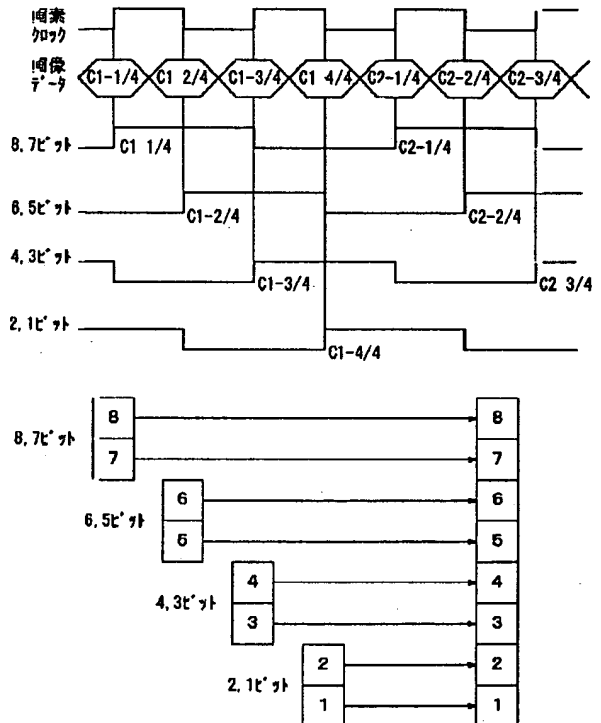 画素
クロック
画像
データ
C1-1/4 C1 2/4 C1-3/4 C1 4/4 C2-1/4 C2-2/4 C2-3/4
8,7ビット
C1 1/4
C2-1/4
6,5ビット
C1-2/4
C2-2/4
4,3ビット
C1-3/4
C2 3/4
2,1ビット
C1-4/4
8,7ビット
8
7
8
7
6,5ビット
6
5
6
5
4,3ビット
4
3
4
3
2,1ビット
2
1
2
1